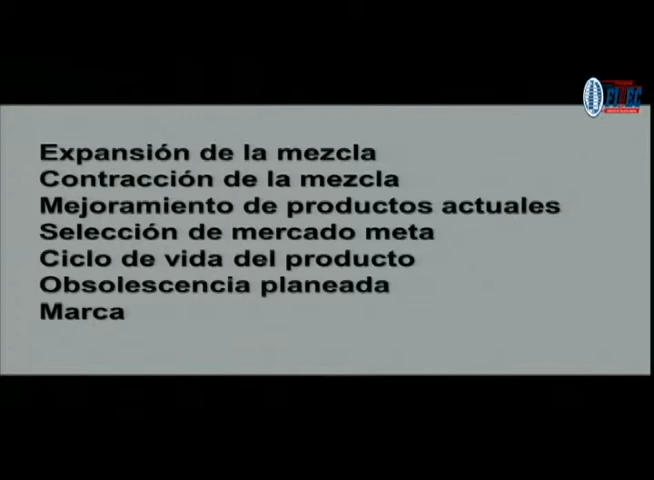 Expansión de la mezcla
Contracción de la mezcla
Mejoramiento de productos actuales
Selección de mercado meta
Ciclo de vida del producto
Obsolescencia planeada
Marca